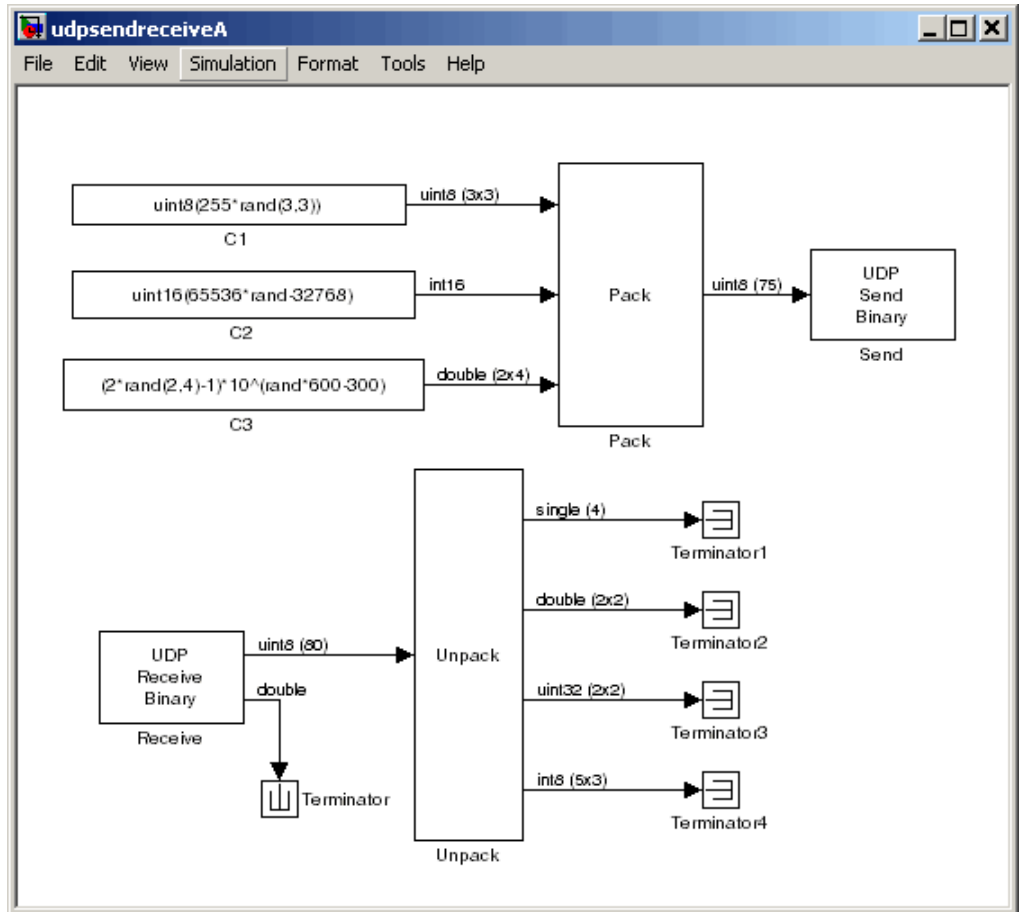 udpsendreceiveA
File Edit View Simulation Format Tools Help
uint8(255*rand(3,3))
C1
uint8 (3x3)
uint16(65536*rand-32768)
C2
int16
(2*rand(2,4)-1)*10^(rand*600-300)
C3
double (2x4)
Pack
Pack
uint8 (75)
UDP
Send
Binary
Send
UDP
Receive
Binary
Receive
uint8 (80)
double
Terminator
Unpack
Unpack
single (4)
Terminator1
double (2x2)
Terminator2
uint32 (2x2)
Terminator3
int8 (5x3)
Terminator4